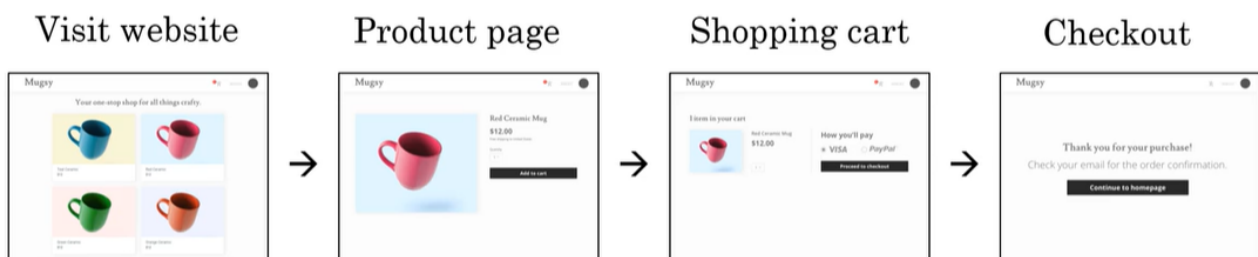 Visit website
Product page
Shopping cart
Checkout
Mugsy
Your one-stop shop for all things crafty.
Mugsy
Red Ceramic Mug
$12.00
Add to cart
Mugsy
1 item in your cart
Red Ceramic Mug
$12.00
How you'll pay
VISA
PayPal
Proceed to checkout
Mugsy
Thank you for your purchase!
Check your email for the order confirmation.
Continue to homepage